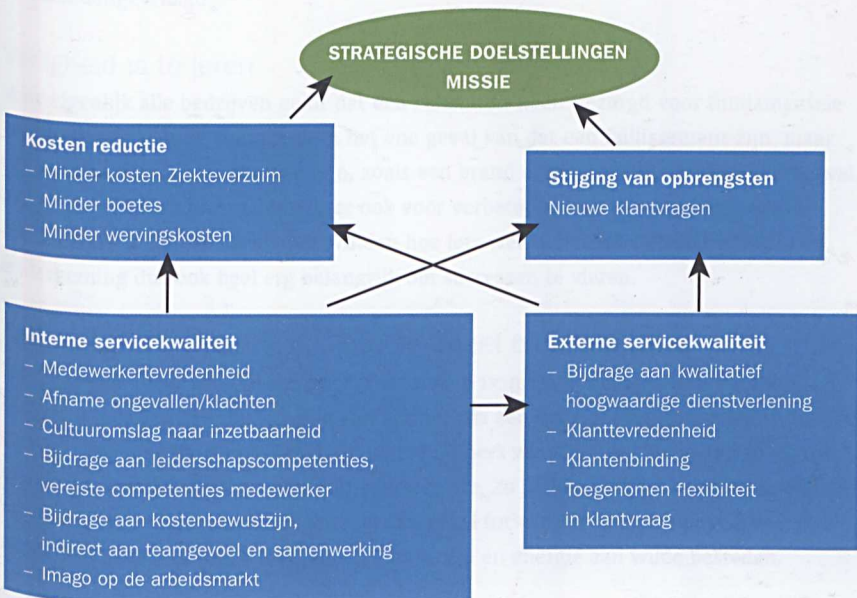 STRATEGISCHE DOELSTELLINGEN
MISSIE
Kosten reductie
– Minder kosten Ziekteverzuim
– Minder boetes
– Minder wervingskosten
Stijging van opbrengsten
Nieuwe klantvragen
Interne servicekwaliteit
– Medewerkertevredenheid
– Afname ongevallen/klachten
– Cultuuromslag naar inzetbaarheid
– Bijdrage aan leiderschapscompetenties,
vereiste competenties medewerker
– Bijdrage aan kostenbewustzijn,
indirect aan teamgevoel en samenwerking
– Imago op de arbeidsmarkt
Externe servicekwaliteit
– Bijdrage aan kwalitatief
hoogwaardige dienstverlening
– Klanttevredenheid
– Klantenbinding
– Toegenomen flexibilteit
in klantvraag